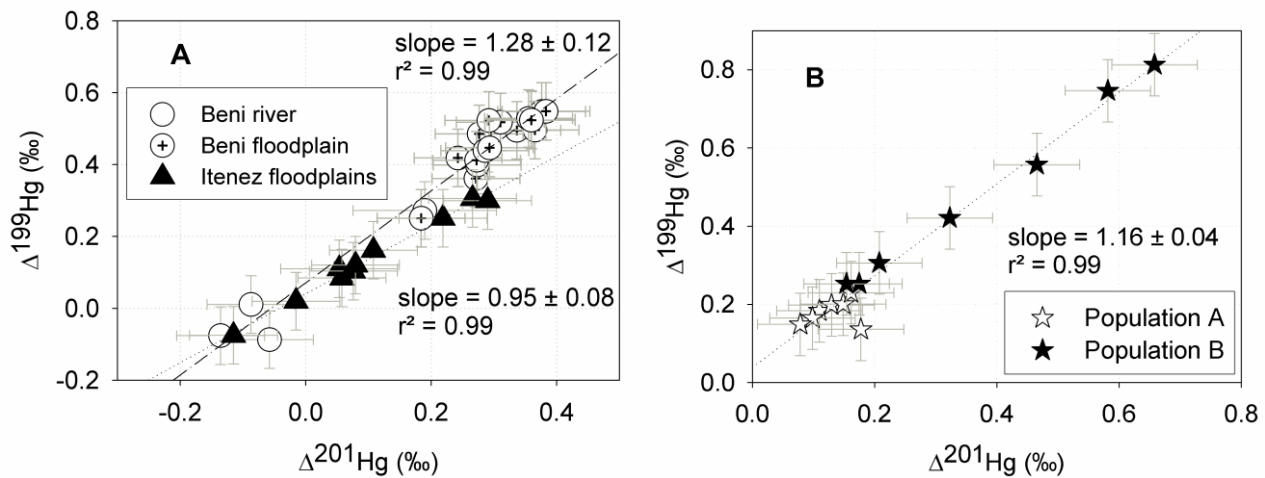 A
slope = 1.28 ± 0.12
r² = 0.99
Beni river
Beni floodplain
Itenez floodplains
slope = 0.95 ± 0.08
r² = 0.99
0.8
0.6
0.4
0.2
0.0
-0.2
Δ¹⁹⁹Hg (‰)
-0.2 0.0 0.2 0.4
Δ²⁰¹Hg (‰)
B
slope = 1.16 ± 0.04
r² = 0.99
Population A
Population B
0.8
0.6
0.4
0.2
0.0
Δ¹⁹⁹Hg (‰)
0.0 0.2 0.4 0.6 0.8
Δ²⁰¹Hg (‰)